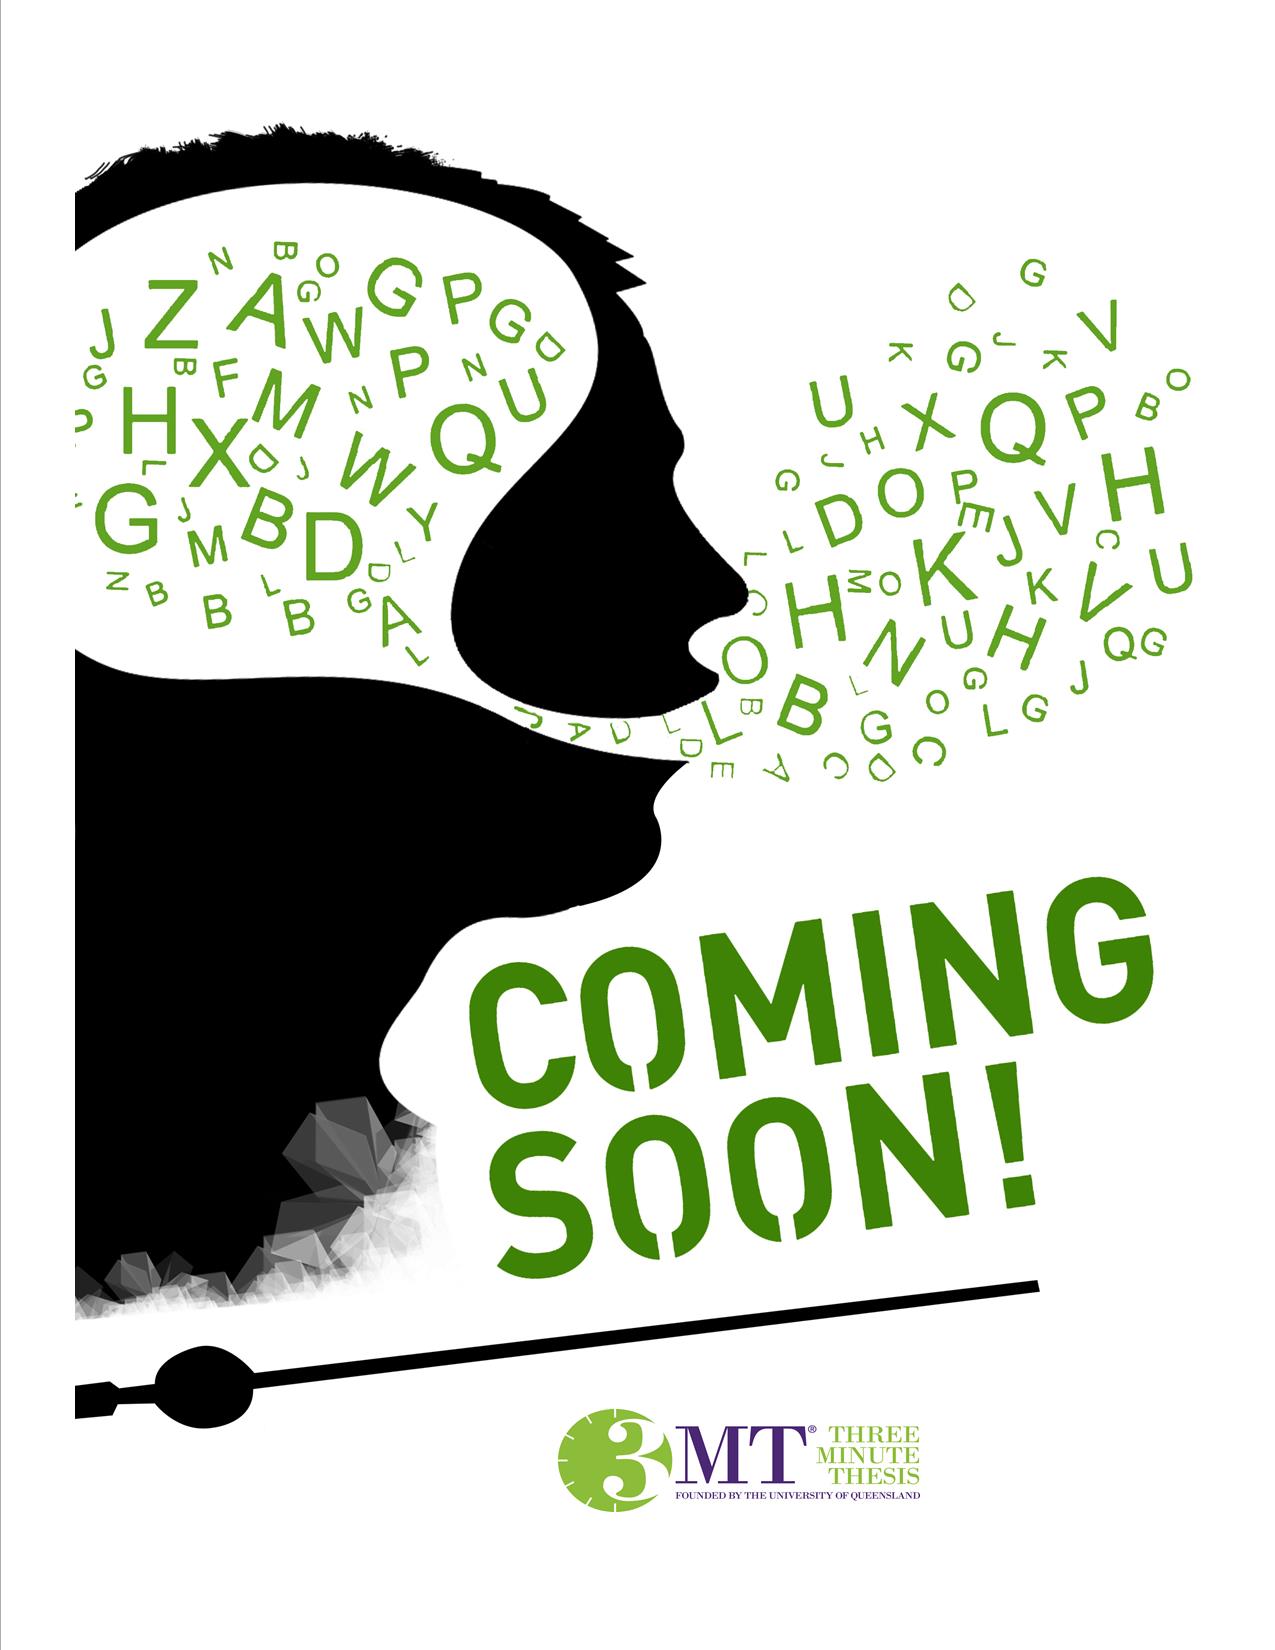 COMING
SOON!
3MT® THREE
MINUTE
THESIS
FOUNDED BY THE UNIVERSITY OF QUEENSLAND